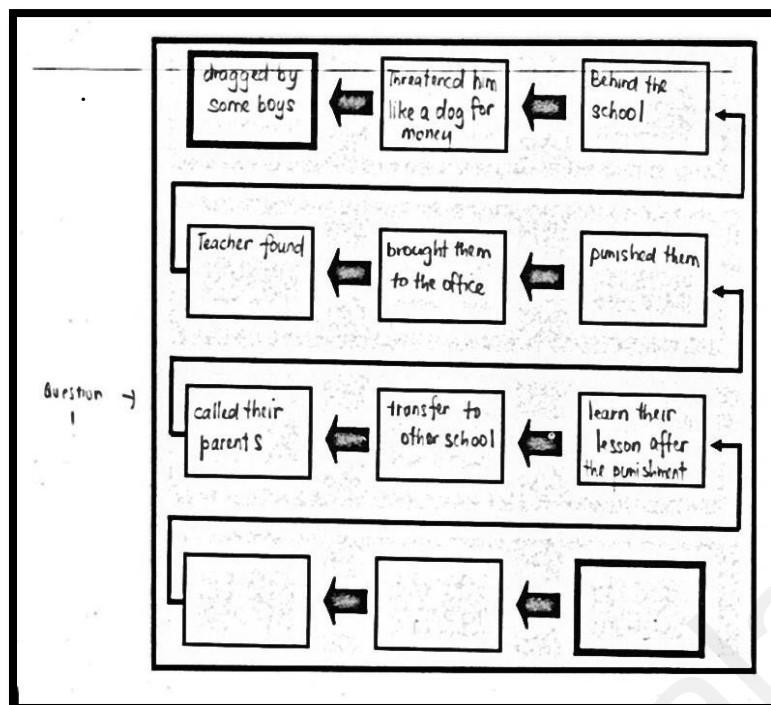 dragged by
some boys
Threatered him
like a dog for
money
Behind the
school
Teacher found
brought them
to the office
punished them
Question →
1
called their
parents
transfer to
other school
learn their
lesson after
the punishment